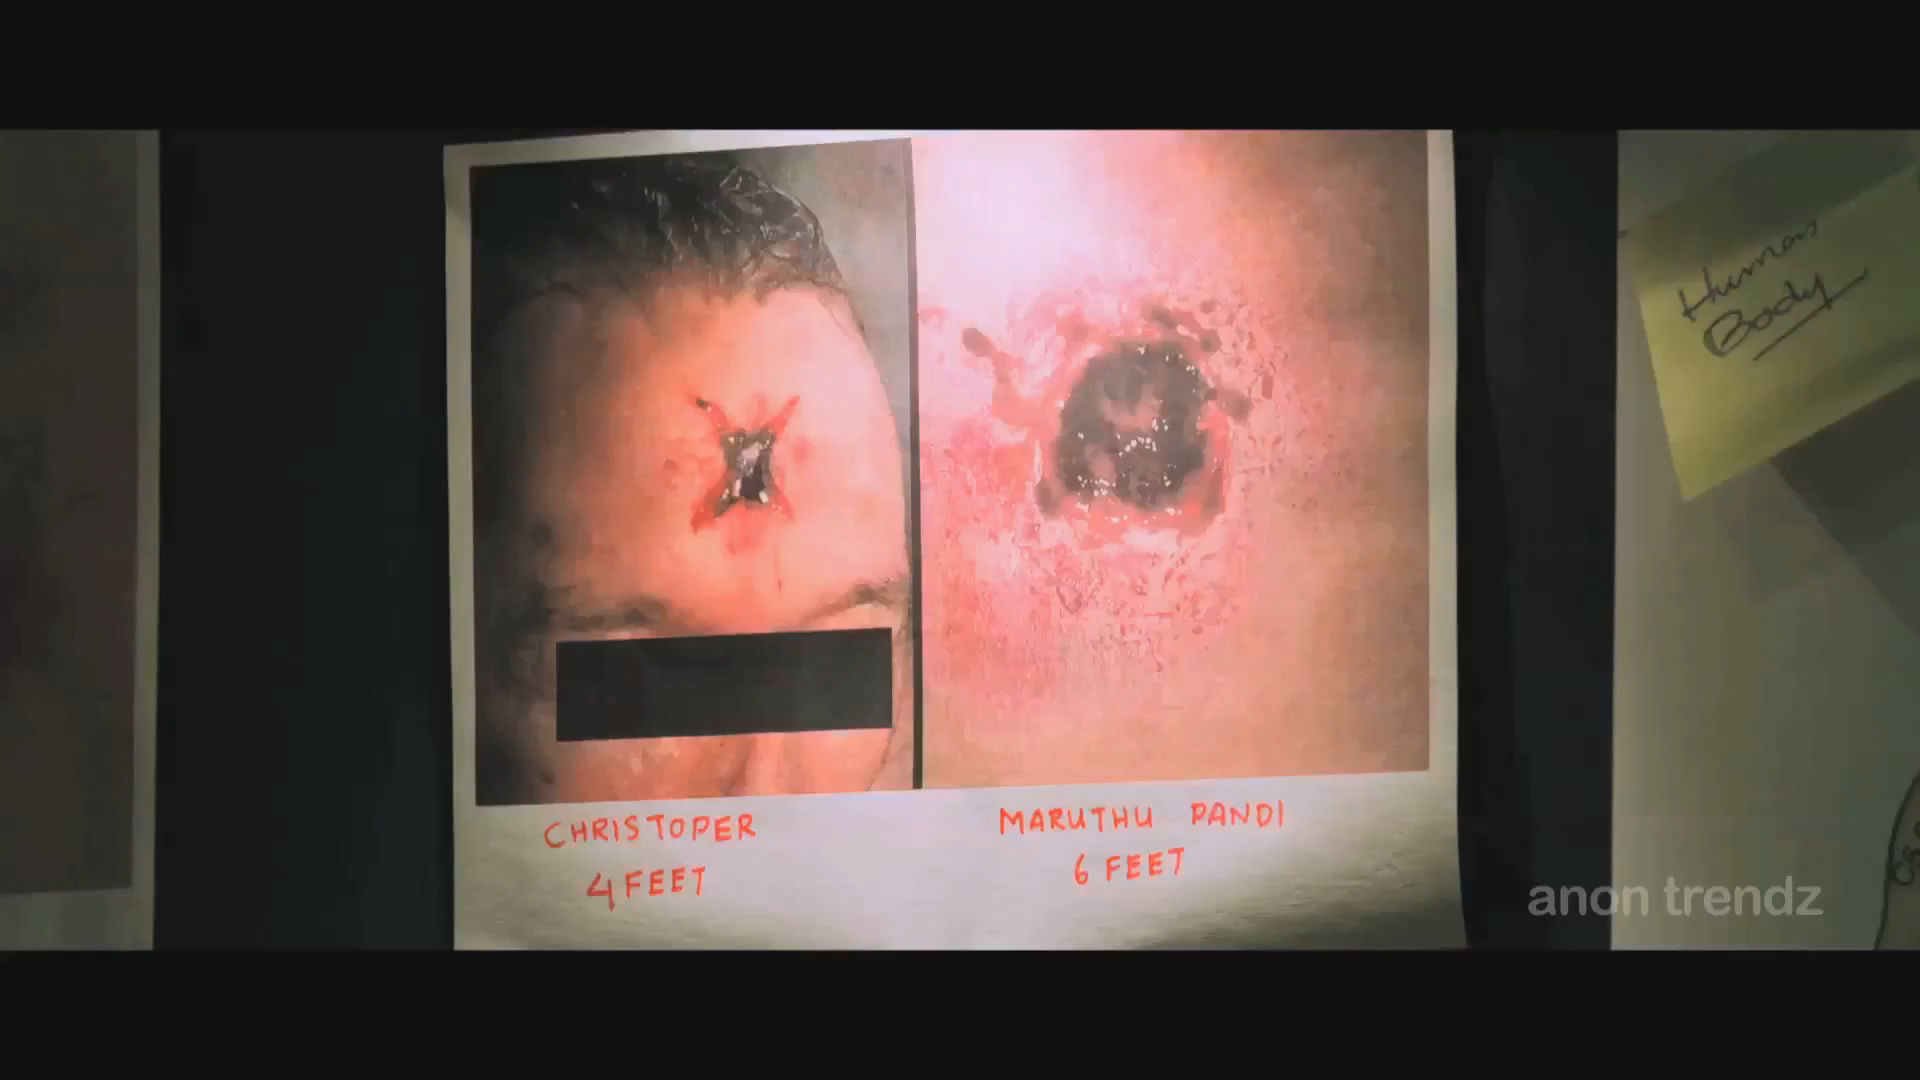 CHRISTOPER
4 FEET
MARUTHU PANDI
6 FEET
Human
Body
anon trendz